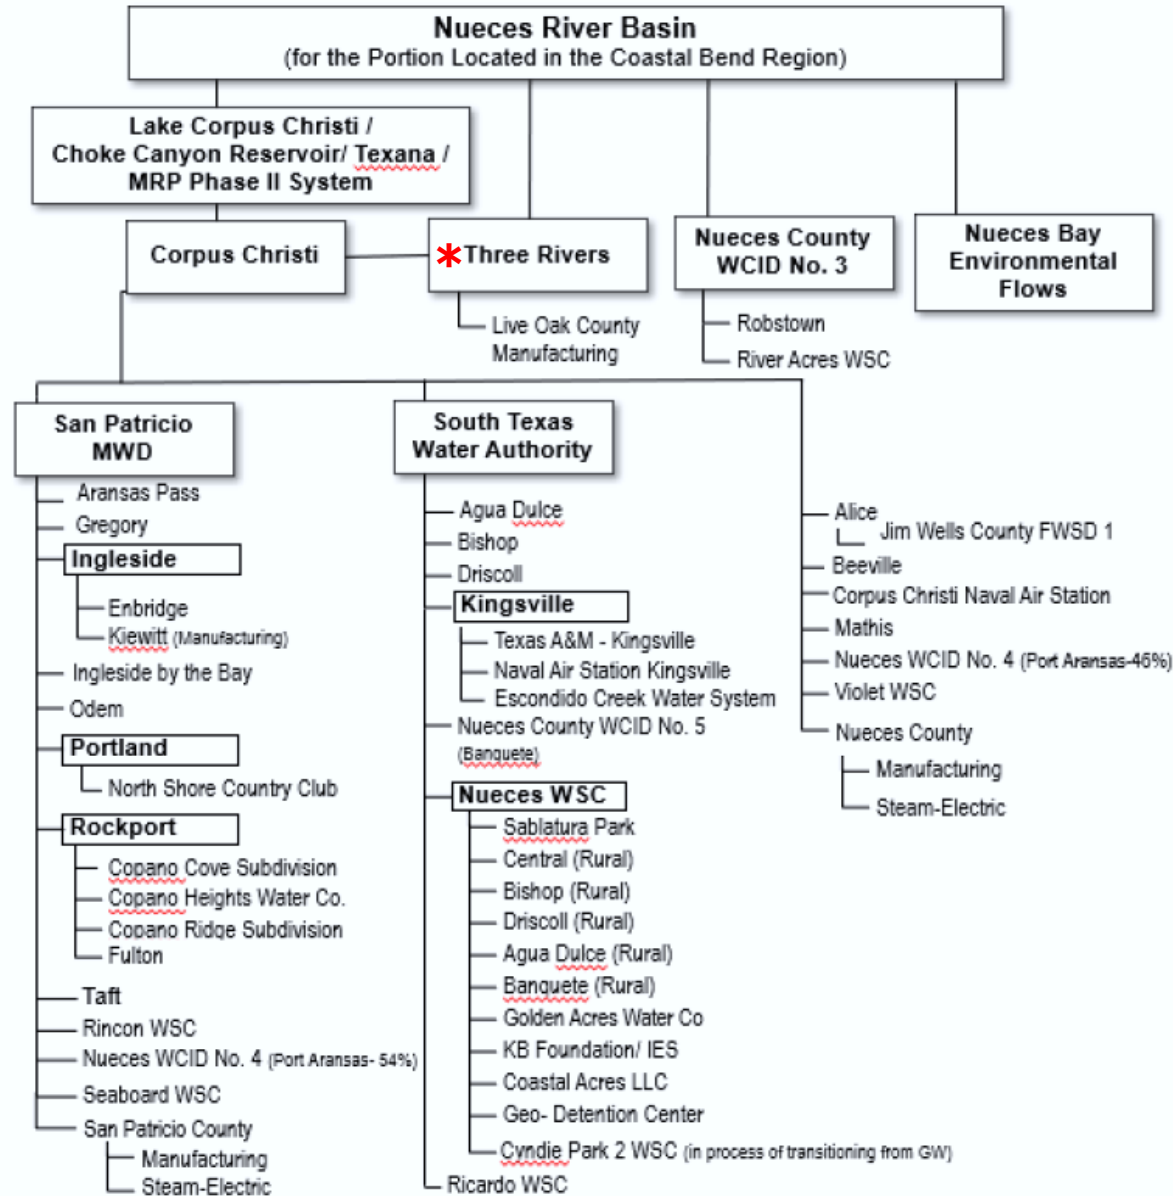 Nueces River Basin
(for the Portion Located in the Coastal Bend Region)
Lake Corpus Christi /
Choke Canyon Reservoir/ Texana /
MRP Phase II System
Corpus Christi
*Three Rivers
Live Oak County
Manufacturing
Nueces County
WCID No. 3
Robstown
River Acres WSC
Nueces Bay
Environmental
Flows
San Patricio
MWD
Aransas Pass
Gregory
Ingleside
Enbridge
Kiewitt (Manufacturing)
Ingleside by the Bay
Odem
Portland
North Shore Country Club
Rockport
Copano Cove Subdivision
Copano Heights Water Co.
Copano Ridge Subdivision
Fulton
Taft
Rincon WSC
Nueces WCID No. 4 (Port Aransas- 54%)
Seaboard WSC
San Patricio County
Manufacturing
Steam-Electric
South Texas
Water Authority
Agua Dulce
Bishop
Driscoll
Kingsville
Texas A&M - Kingsville
Naval Air Station Kingsville
Escondido Creek Water System
Nueces County WCID No. 5
(Banquete)
Nueces WSC
Sablatura Park
Central (Rural)
Bishop (Rural)
Driscoll (Rural)
Agua Dulce (Rural)
Banquete (Rural)
Golden Acres Water Co
KB Foundation/ IES
Coastal Acres LLC
Geo- Detention Center
Cyndie Park 2 WSC (in process of transitioning from GW)
Ricardo WSC
Alice
Jim Wells County FWSD 1
Beeville
Corpus Christi Naval Air Station
Mathis
Nueces WCID No. 4 (Port Aransas-46%)
Violet WSC
Nueces County
Manufacturing
Steam-Electric